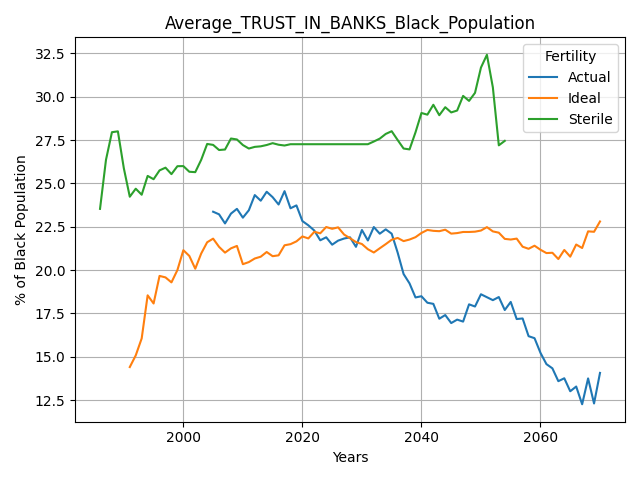 Average_TRUST_IN_BANKS_Black_Population
Fertility
Actual
Ideal
Sterile
% of Black Population
32.5
30.0
27.5
25.0
22.5
20.0
17.5
15.0
12.5
2000
2020
2040
2060
Years